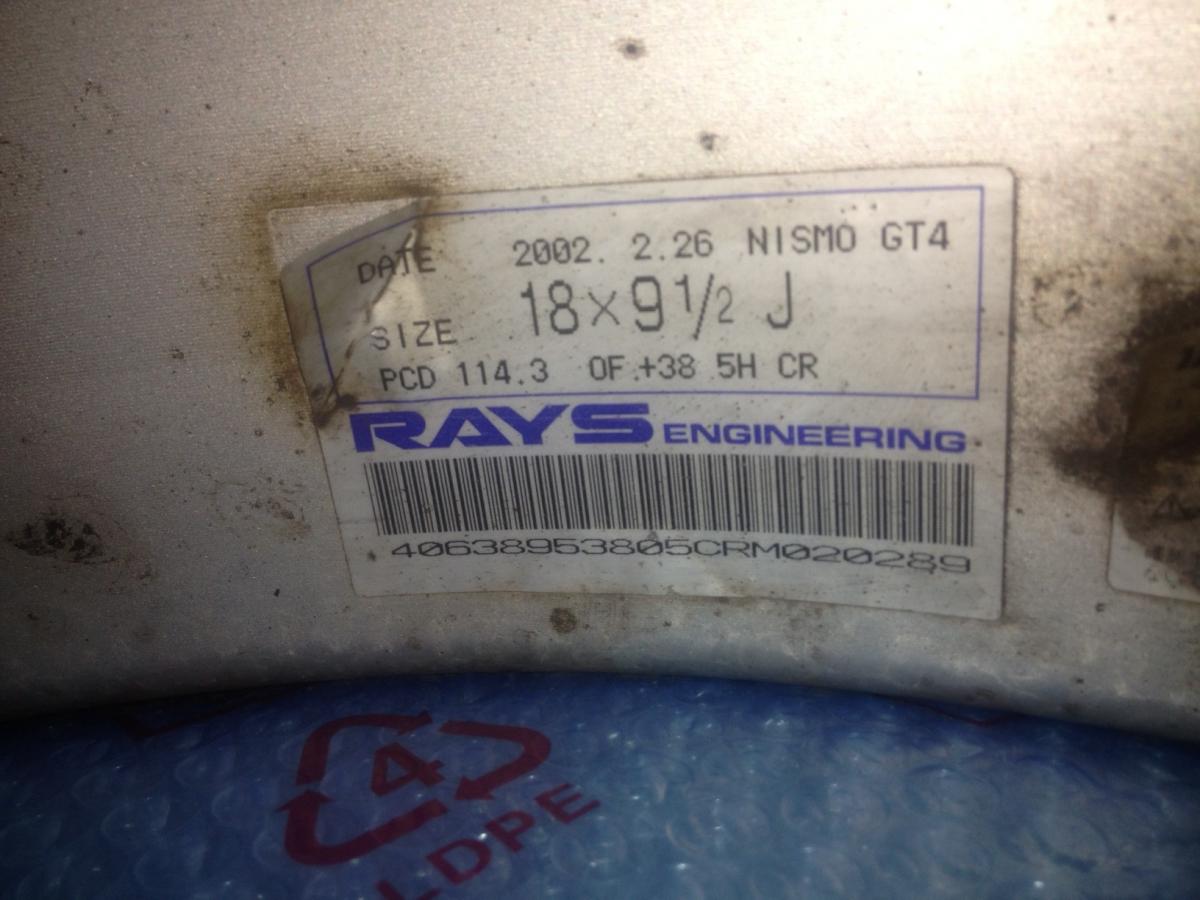 DATE 2002. 2.26 NISMO GT4
SIZE 18×9 1/2 J
PCD 114.3 OF.+38 5H CR
RAYS ENGINEERING
40638953805CRM020289
4
LDPE